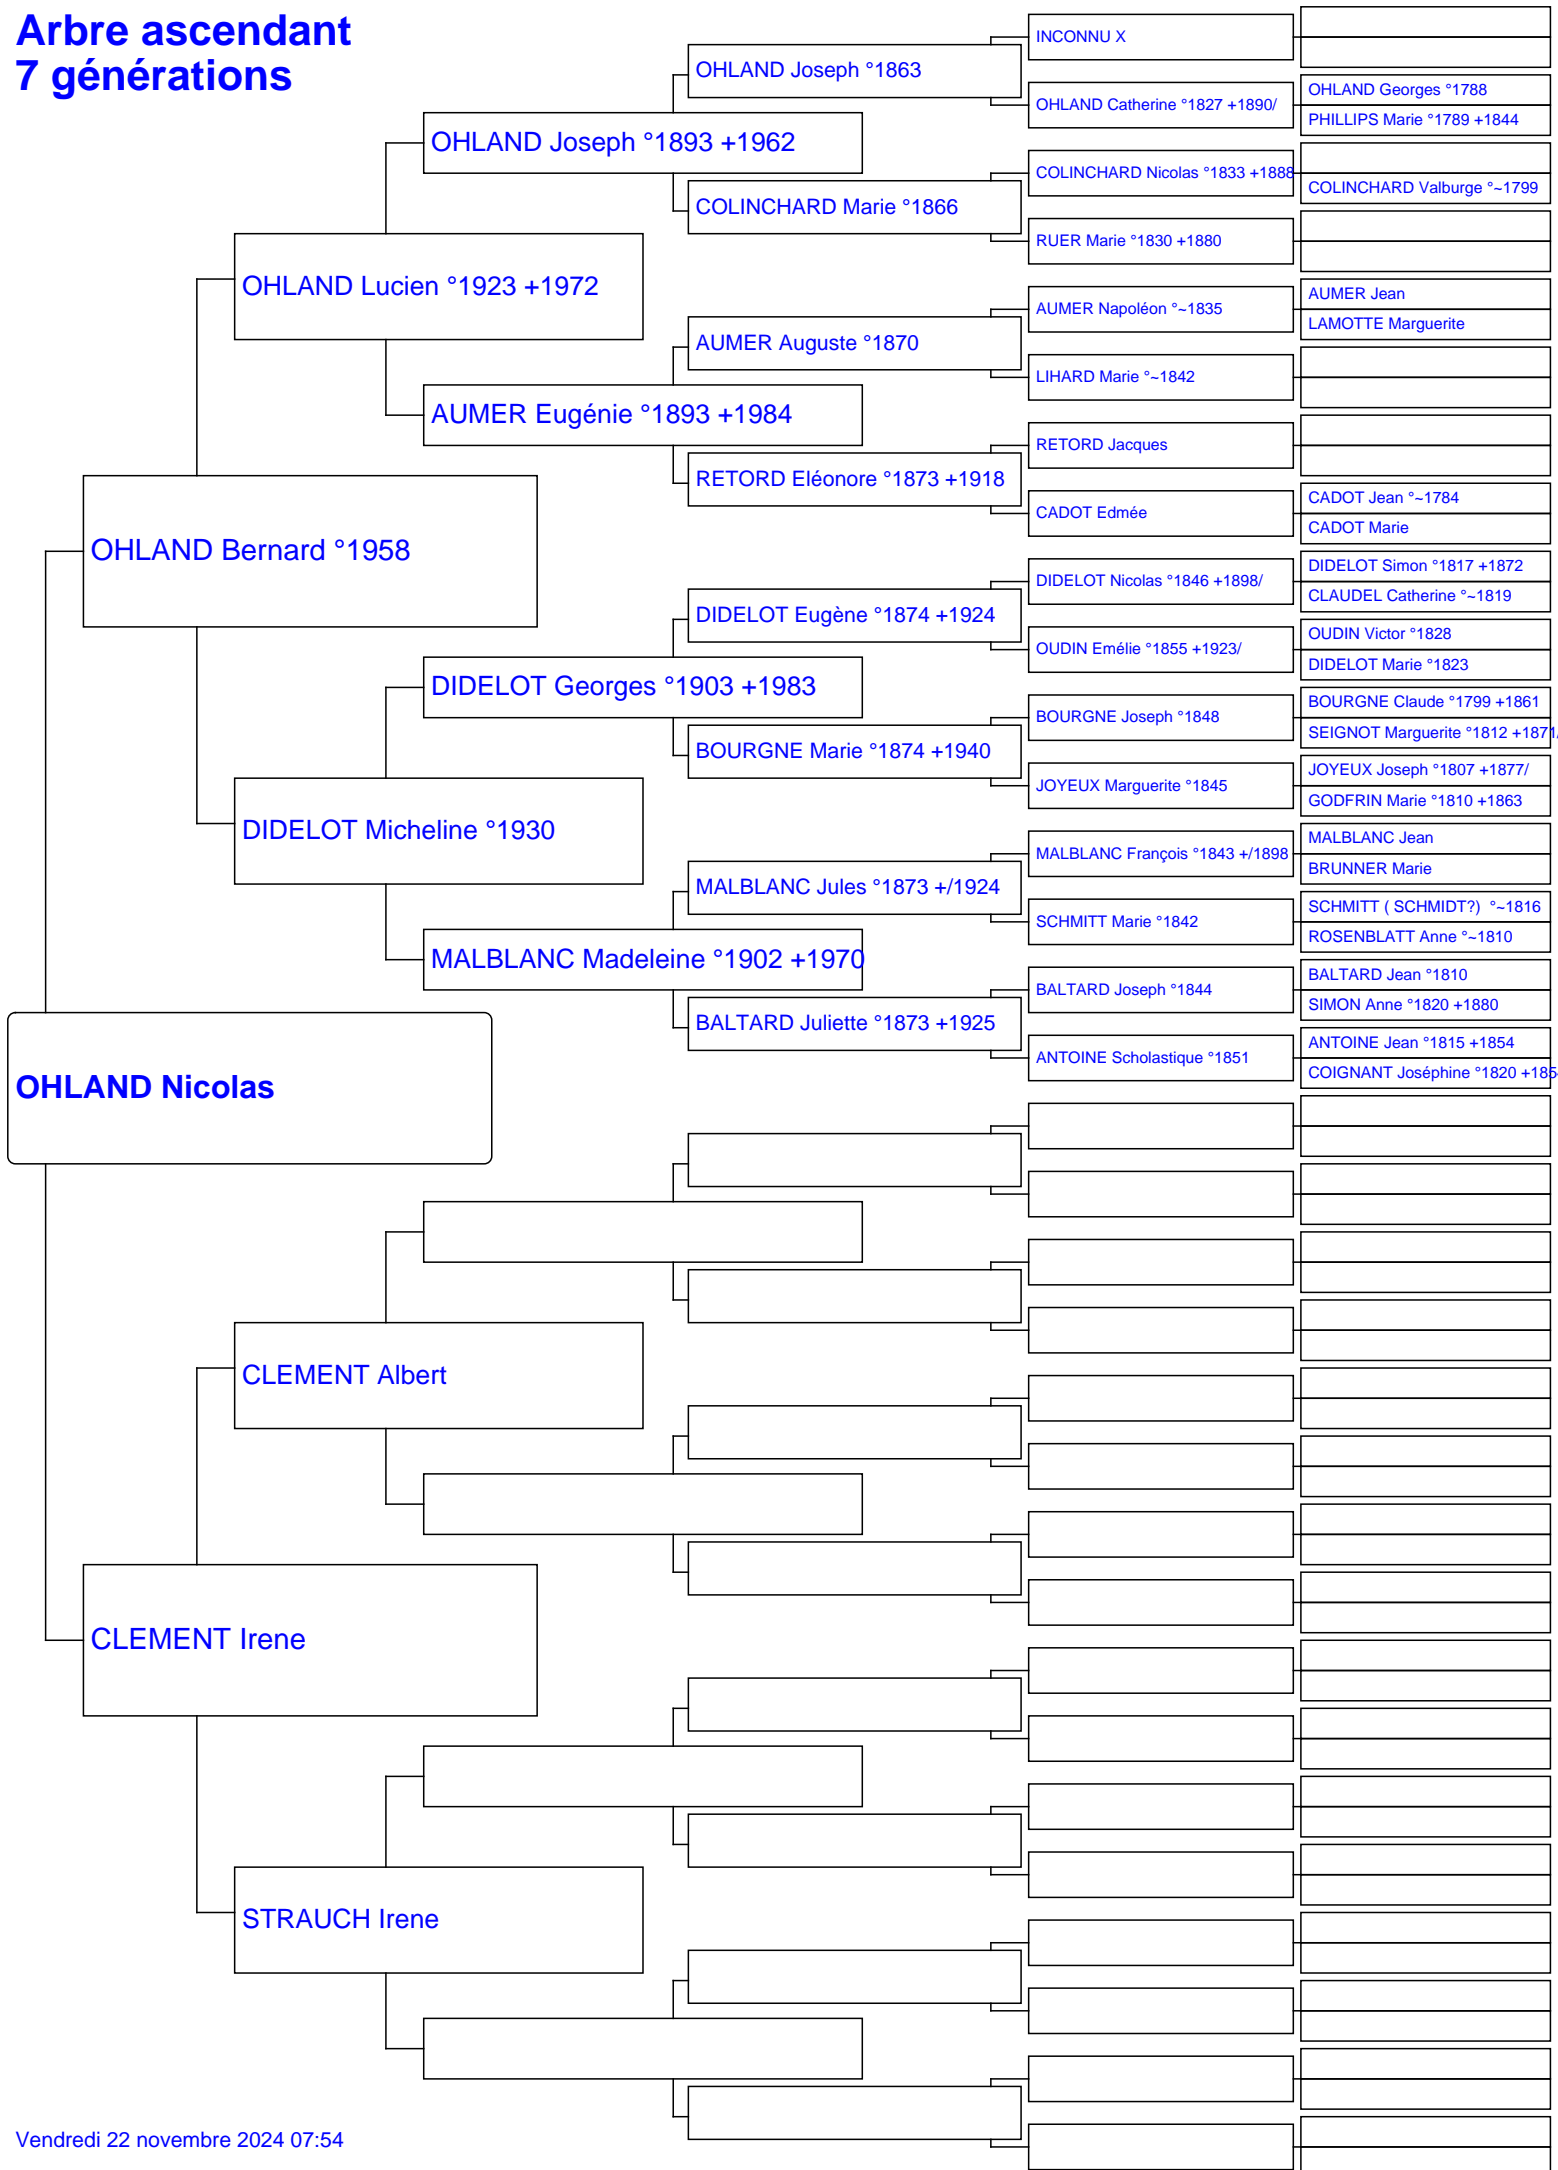 Arbre ascendant
7 générations
OHLAND Nicolas
OHLAND Bernard °1958
CLEMENT Irene
OHLAND Lucien °1923 +1972
DIDELOT Micheline °1930
CLEMENT Albert
STRAUCH Irene
OHLAND Joseph °1893 +1962
AUMER Eugénie °1893 +1984
DIDELOT Georges °1903 +1983
MALBLANC Madeleine °1902 +1970
OHLAND Joseph °1863
COLINCHARD Marie °1866
AUMER Auguste °1870
RETORD Eléonore °1873 +1918
DIDELOT Eugène °1874 +1924
BOURGNE Marie °1874 +1940
MALBLANC Jules °1873 +/1924
BALTARD Juliette °1873 +1925
INCONNU X
OHLAND Catherine °1827 +1890/
COLINCHARD Nicolas °1833 +1888
RUER Marie °1830 +1880
AUMER Napoléon °~1835
LIHARD Marie °~1842
RETORD Jacques
CADOT Edmée
DIDELOT Nicolas °1846 +1898/
OUDIN Emélie °1855 +1923/
BOURGNE Joseph °1848
JOYEUX Marguerite °1845
MALBLANC François °1843 +/1898
SCHMITT Marie °1842
BALTARD Joseph °1844
ANTOINE Scholastique °1851
OHLAND Georges °1788
PHILLIPS Marie °1789 +1844
COLINCHARD Valburge °~1799
AUMER Jean
LAMOTTE Marguerite
CADOT Jean °~1784
CADOT Marie
DIDELOT Simon °1817 +1872
CLAUDEL Catherine °~1819
OUDIN Victor °1828
DIDELOT Marie °1823
BOURGNE Claude °1799 +1861
SEIGNOT Marguerite °1812 +1871/
JOYEUX Joseph °1807 +1877/
GODFRIN Marie °1810 +1863
MALBLANC Jean
BRUNNER Marie
SCHMITT ( SCHMIDT?) °~1816
ROSENBLATT Anne °~1810
BALTARD Jean °1810
SIMON Anne °1820 +1880
ANTOINE Jean °1815 +1854
COIGNANT Joséphine °1820
Vendredi 22 novembre 2024 07:54